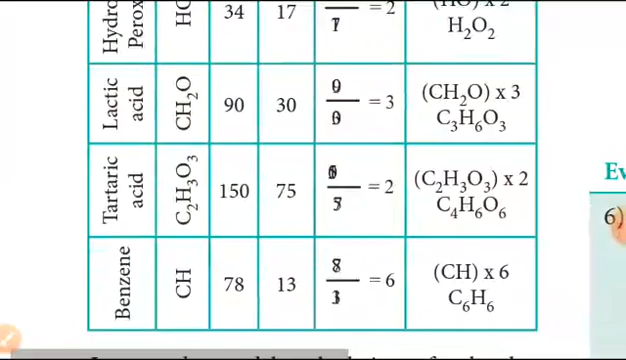 Hydro
Perox
HO
34
17
= 2
(HO) x 2
H₂O₂
Lactic
acid
CH₂O
90
30
= 3
(CH₂O) x 3
C₃H₆O₃
Tartaric
acid
C₂H₃O₃
150
75
= 2
(C₂H₃O₃) x 2
C₄H₆O₆
Benzene
CH
78
13
= 6
(CH) x 6
C₆H₆
Ev
6)